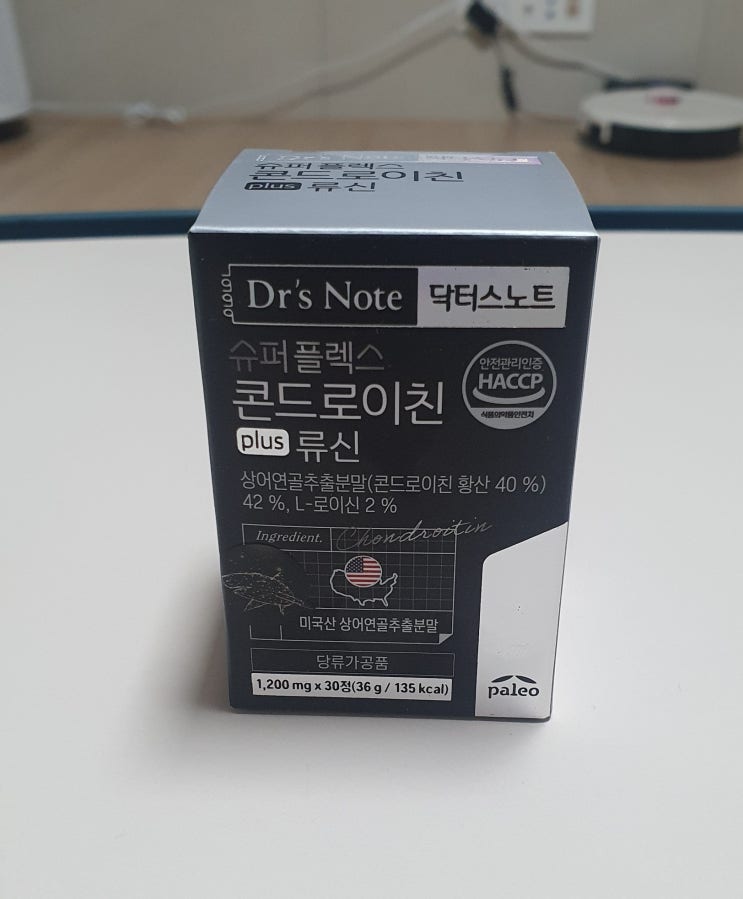 슈퍼플렉스
콘드로이친
plus 류신
Dr's Note 닥터스노트
슈퍼플렉스
콘드로이친
plus 류신
안전관리인증
HACCP
식품의약품안전처
상어연골추출분말(콘드로이친 황산 40 %)
42 %, L-로이신 2 %
Ingredient. Chondroitin
미국산 상어연골추출분말
당류가공품
1,200 mg x 30정(36 g / 135 kcal)
paleo